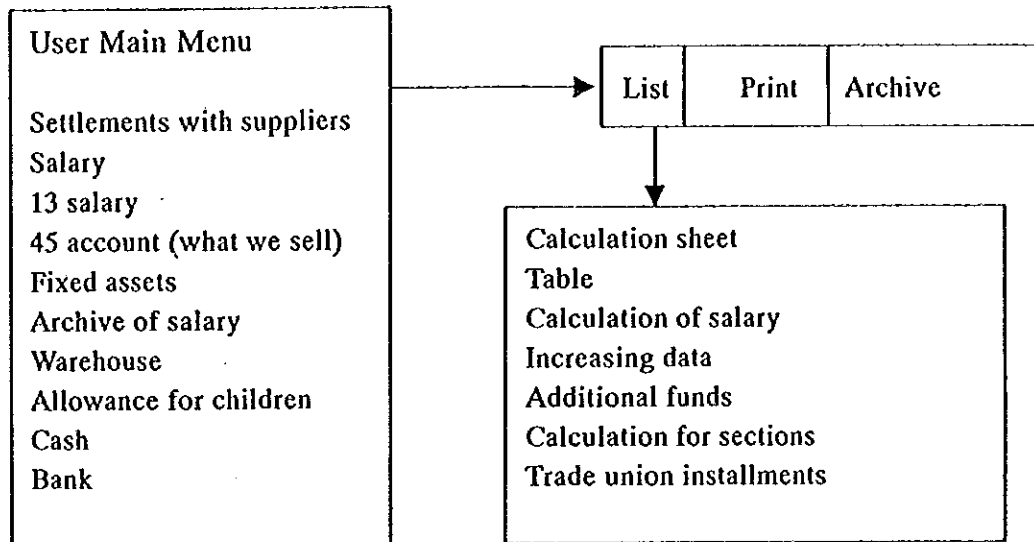 User Main Menu
Settlements with suppliers
Salary
13 salary
45 account (what we sell)
Fixed assets
Archive of salary
Warehouse
Allowance for children
Cash
Bank
List Print Archive
Calculation sheet
Table
Calculation of salary
Increasing data
Additional funds
Calculation for sections
Trade union installments